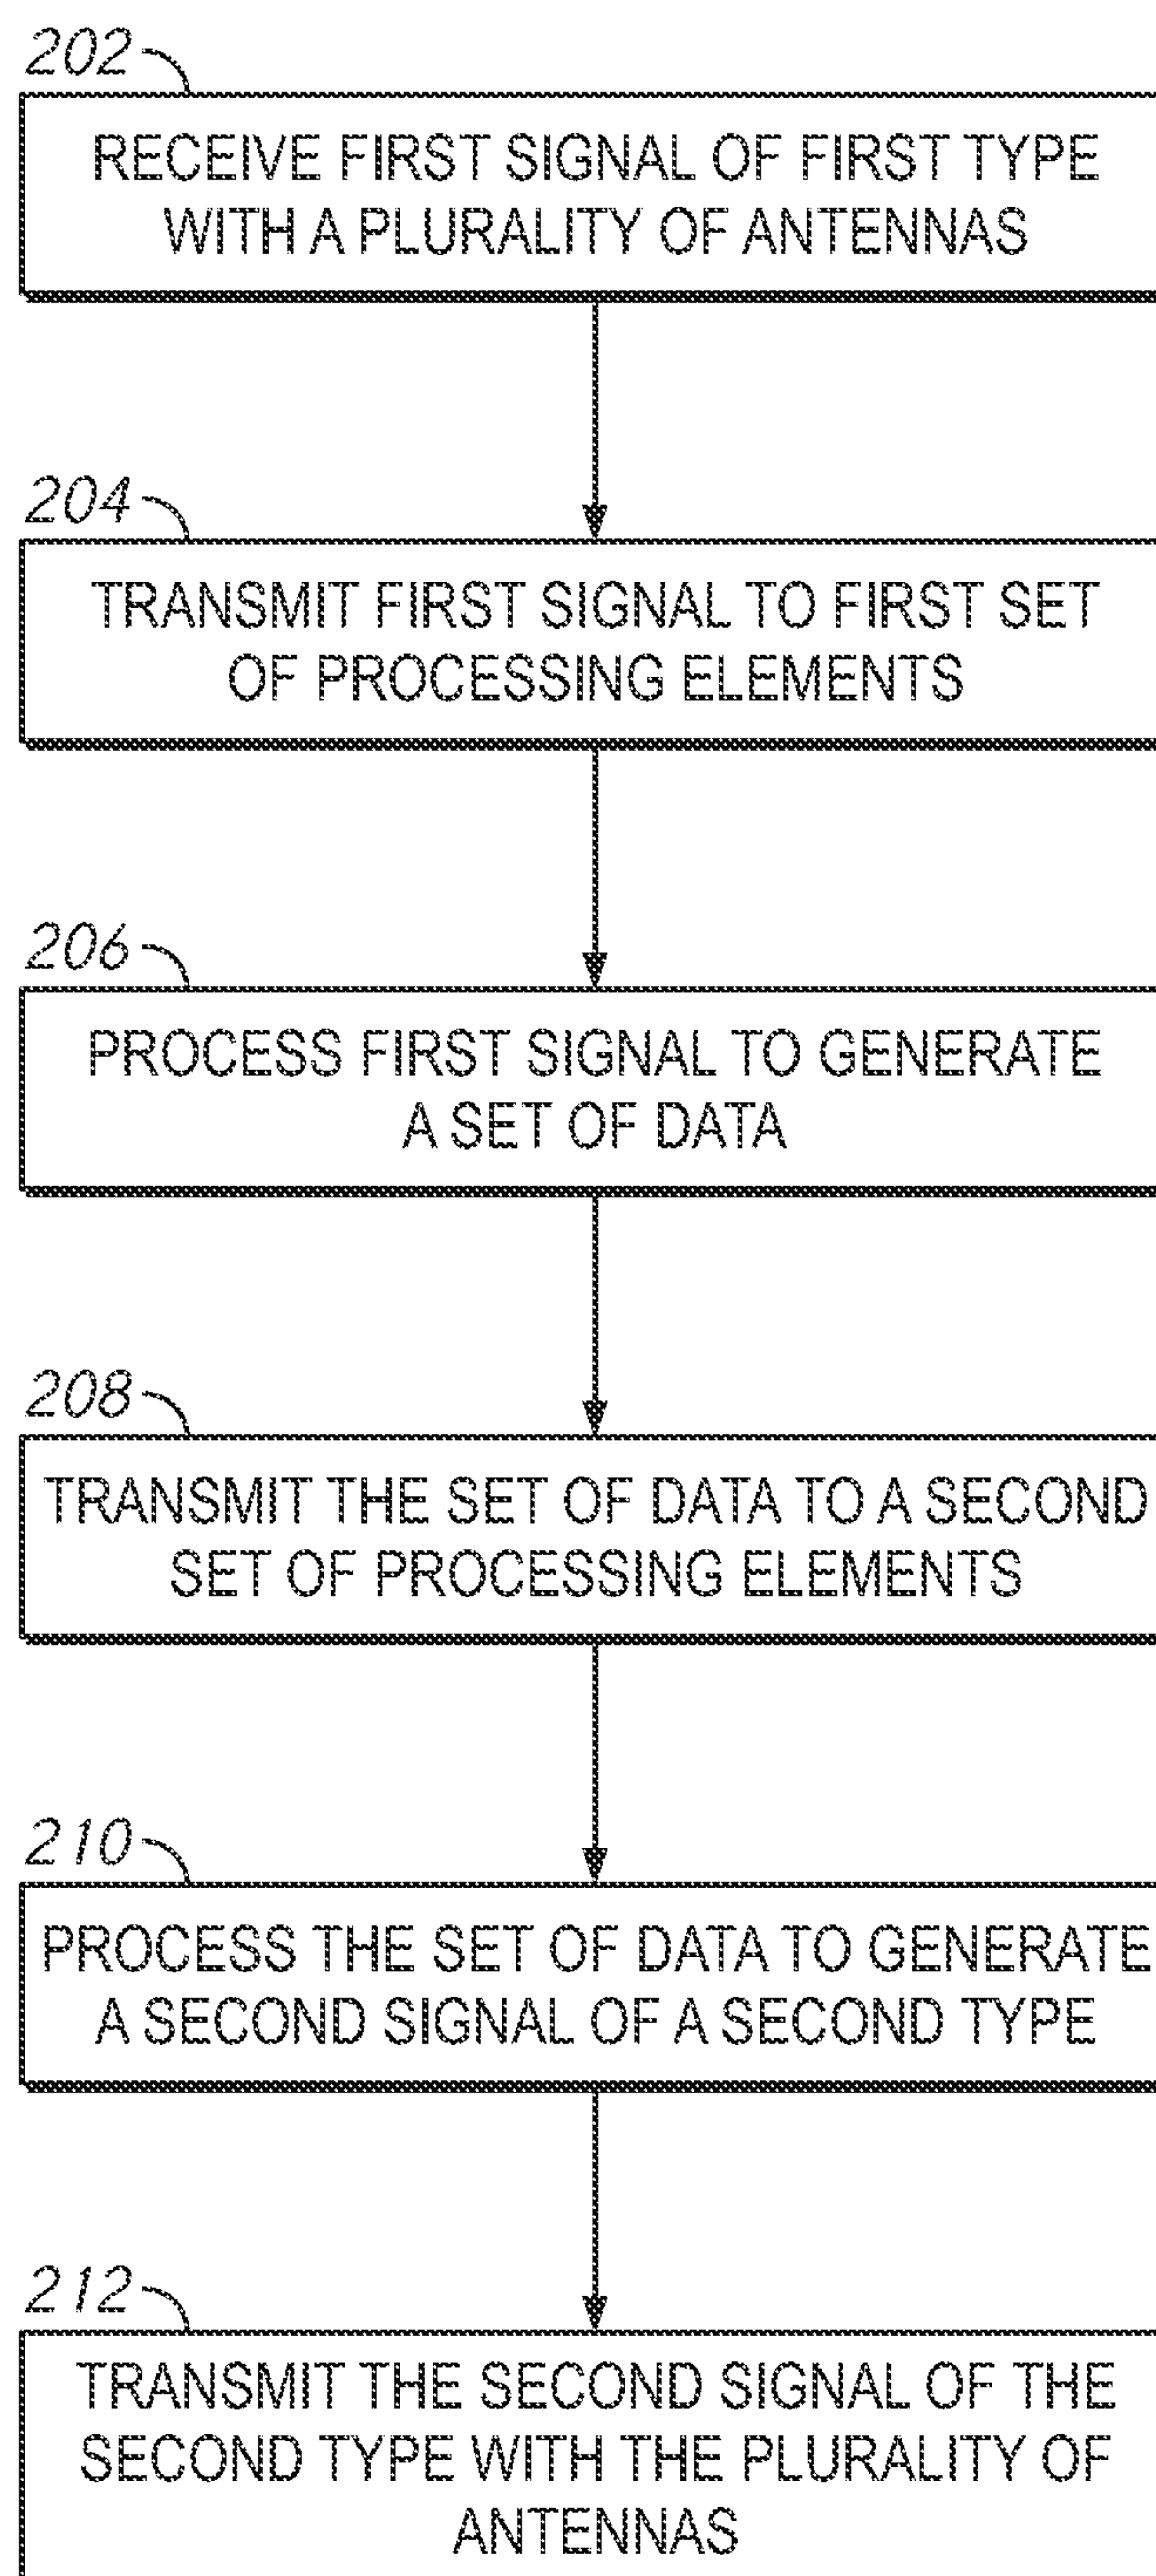 202
RECEIVE FIRST SIGNAL OF FIRST TYPE
WITH A PLURALITY OF ANTENNAS
204
TRANSMIT FIRST SIGNAL TO FIRST SET
OF PROCESSING ELEMENTS
206
PROCESS FIRST SIGNAL TO GENERATE
A SET OF DATA
208
TRANSMIT THE SET OF DATA TO A SECOND
SET OF PROCESSING ELEMENTS
210
PROCESS THE SET OF DATA TO GENERATE
A SECOND SIGNAL OF A SECOND TYPE
212
TRANSMIT THE SECOND SIGNAL OF THE
SECOND TYPE WITH THE PLURALITY OF
ANTENNAS